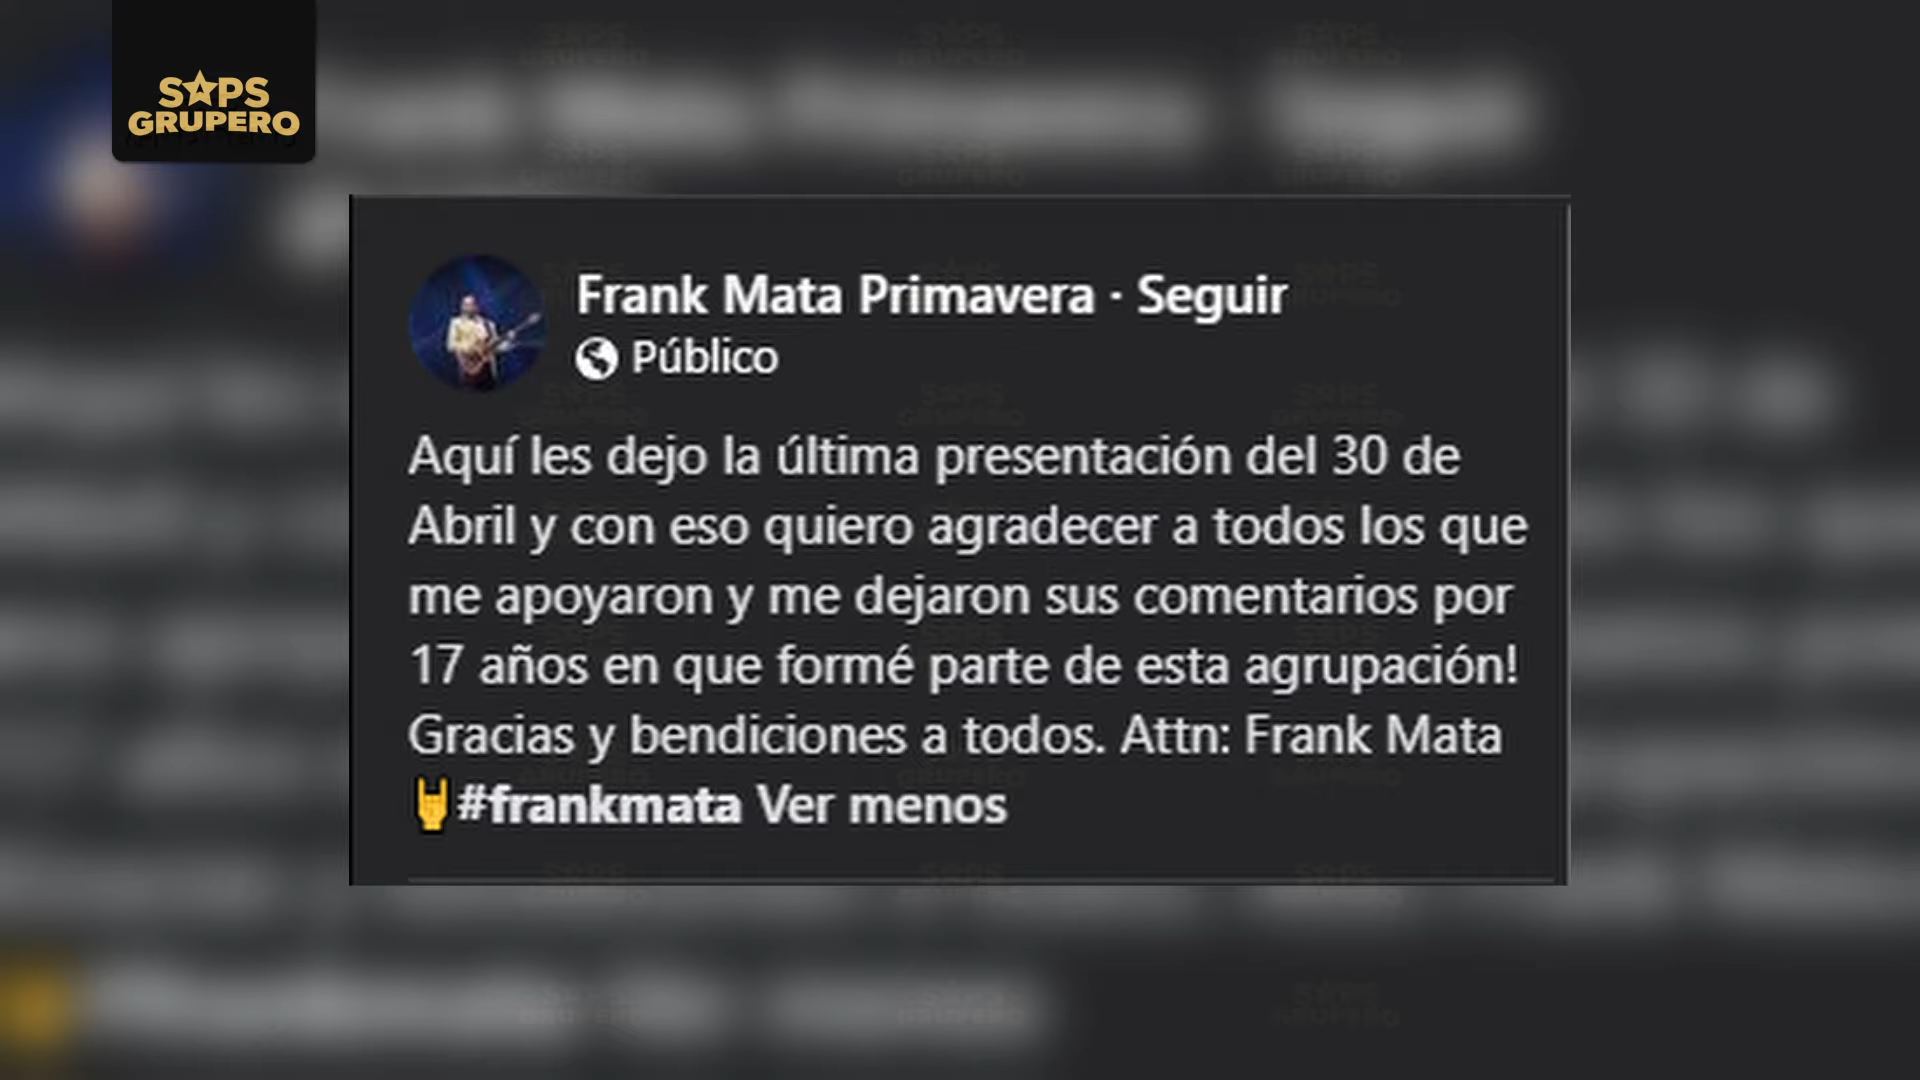 SAPS
GRUPERO
Frank Mata Primavera · Seguir
Público
Aquí les dejo la última presentación del 30 de
Abril y con eso quiero agradecer a todos los que
me apoyaron y me dejaron sus comentarios por
17 años en que formé parte de esta agrupación!
Gracias y bendiciones a todos. Attn: Frank Mata
🤘#frankmata Ver menos